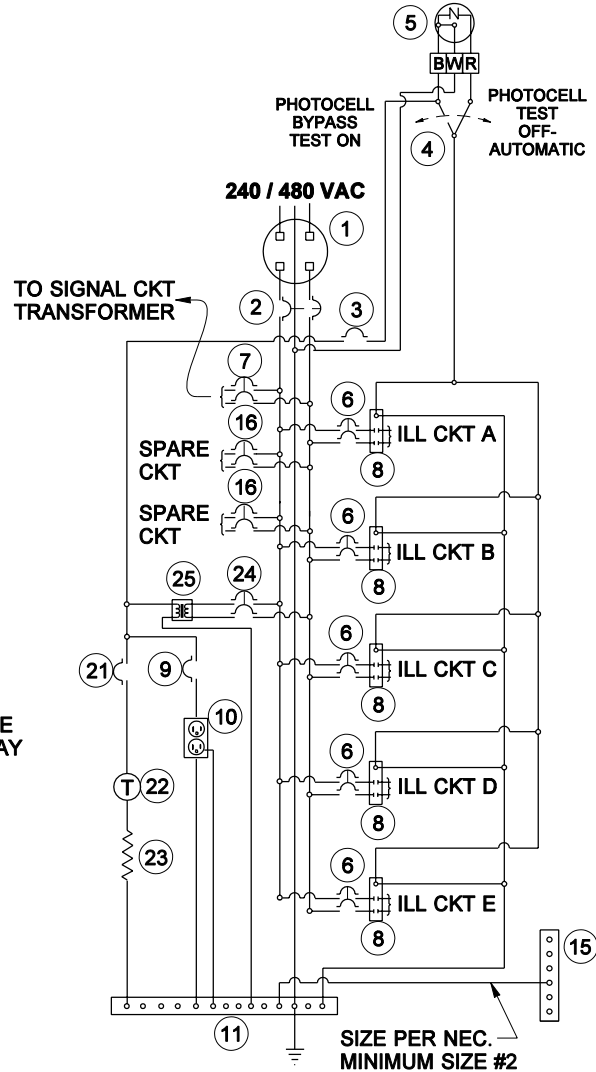 5
N
B W R
PHOTOCELL
BYPASS
TEST ON
PHOTOCELL
TEST
OFF-
AUTOMATIC
4
240 / 480 VAC
1
TO SIGNAL CKT
TRANSFORMER
2
3
7
6
ILL CKT A
8
16
SPARE
CKT
16
SPARE
CKT
6
ILL CKT B
8
25
24
6
ILL CKT C
8
21
9
10
E
AY
T
22
6
ILL CKT D
8
23
6
ILL CKT E
8
15
11
SIZE PER NEC.
MINIMUM SIZE #2